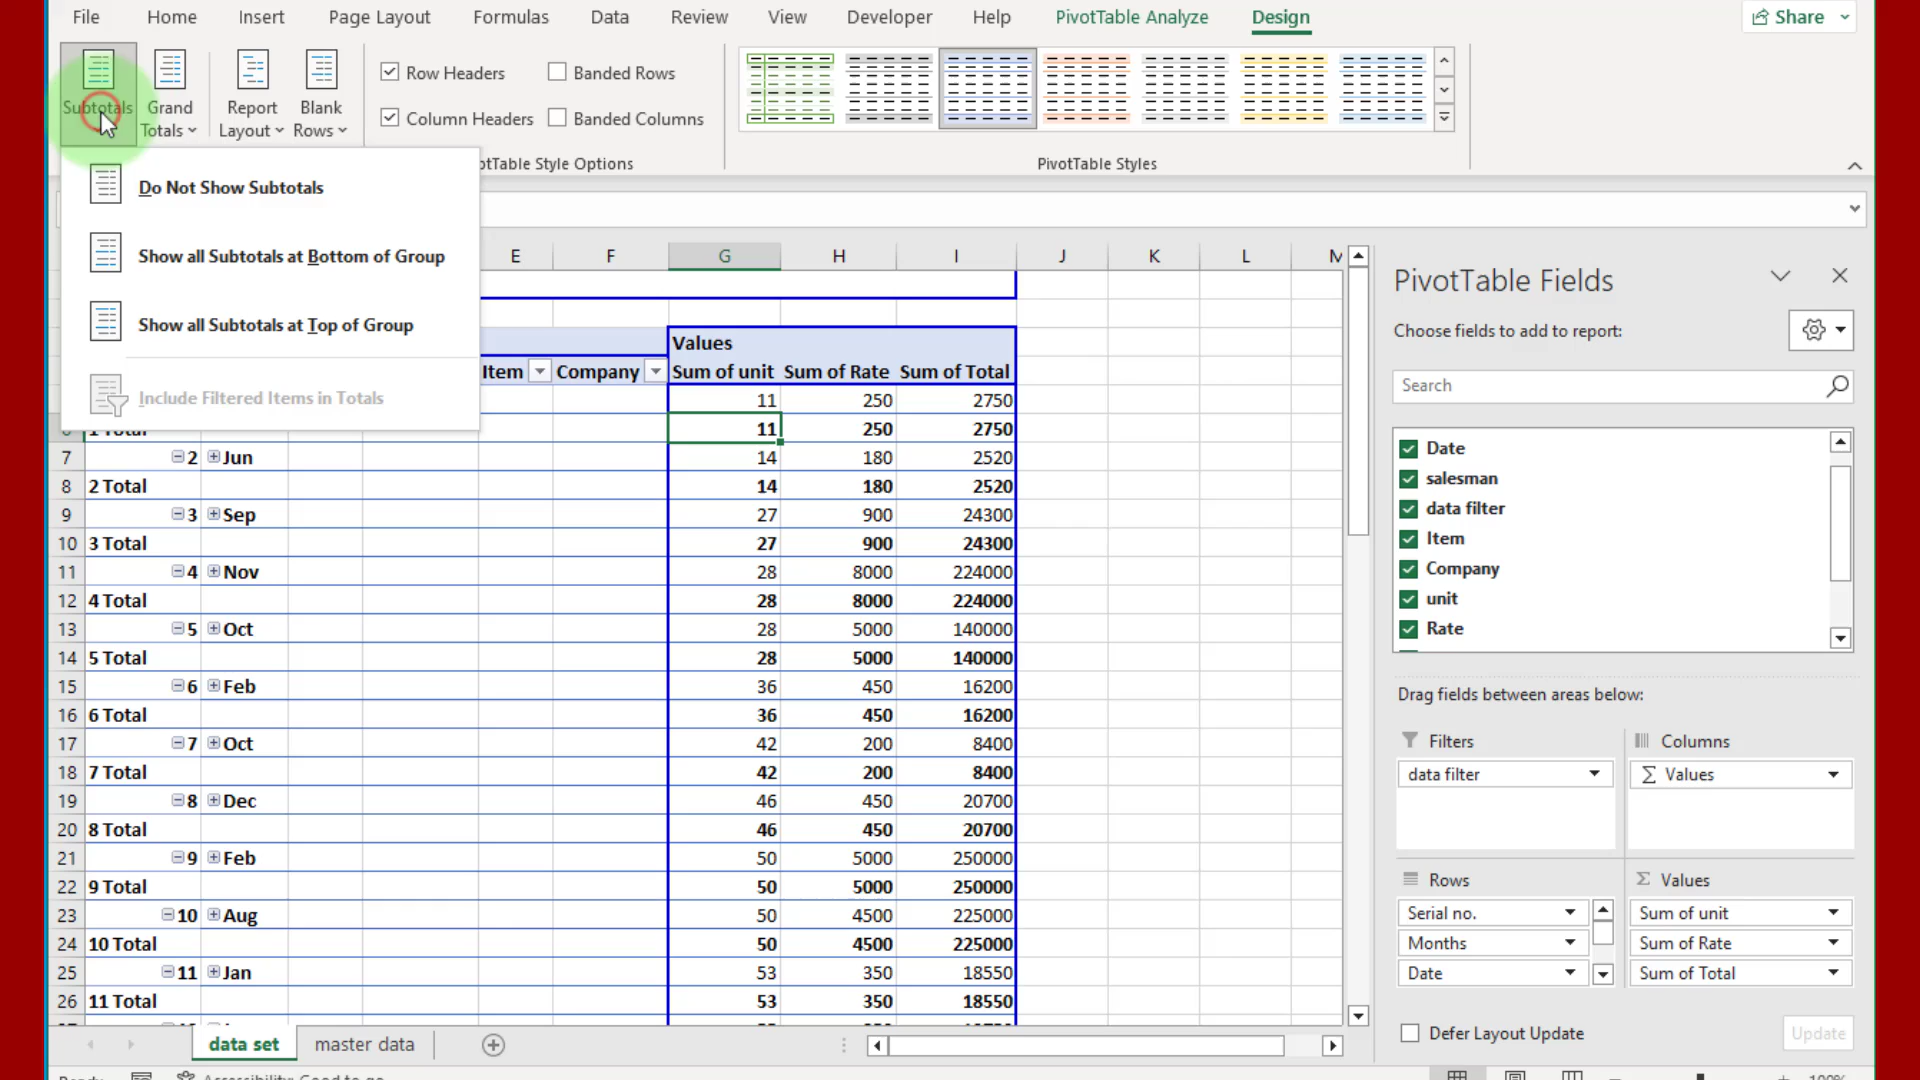 File Home Insert Page Layout Formulas Data Review View Developer Help PivotTable Analyze Design Share
Subtotals
Grand Totals
Report Layout
Blank Rows
Row Headers
Banded Rows
Column Headers
Banded Columns
PivotTable Styles
Do Not Show Subtotals
Show all Subtotals at Bottom of Group
Show all Subtotals at Top of Group
Include Filtered Items in Totals
E F G H I J K L M
Values
Item Company Sum of unit Sum of Rate Sum of Total
11 250 2750
11 250 2750
7 2 Jun 14 180 2520
8 2 Total 14 180 2520
9 3 Sep 27 900 24300
10 3 Total 27 900 24300
11 4 Nov 28 8000 224000
12 4 Total 28 8000 224000
13 5 Oct 28 5000 140000
14 5 Total 28 5000 140000
15 6 Feb 36 450 16200
16 6 Total 36 450 16200
17 7 Oct 42 200 8400
18 7 Total 42 200 8400
19 8 Dec 46 450 20700
20 8 Total 46 450 20700
21 9 Feb 50 5000 250000
22 9 Total 50 5000 250000
23 10 Aug 50 4500 225000
24 10 Total 50 4500 225000
25 11 Jan 53 350 18550
26 11 Total 53 350 18550
data set master data
PivotTable Fields
Choose fields to add to report:
Search
Date
salesman
data filter
Item
Company
unit
Rate
Drag fields between areas below:
Filters
data filter
Columns
Σ Values
Rows
Serial no.
Months
Date
Σ Values
Sum of unit
Sum of Rate
Sum of Total
Defer Layout Update
Update